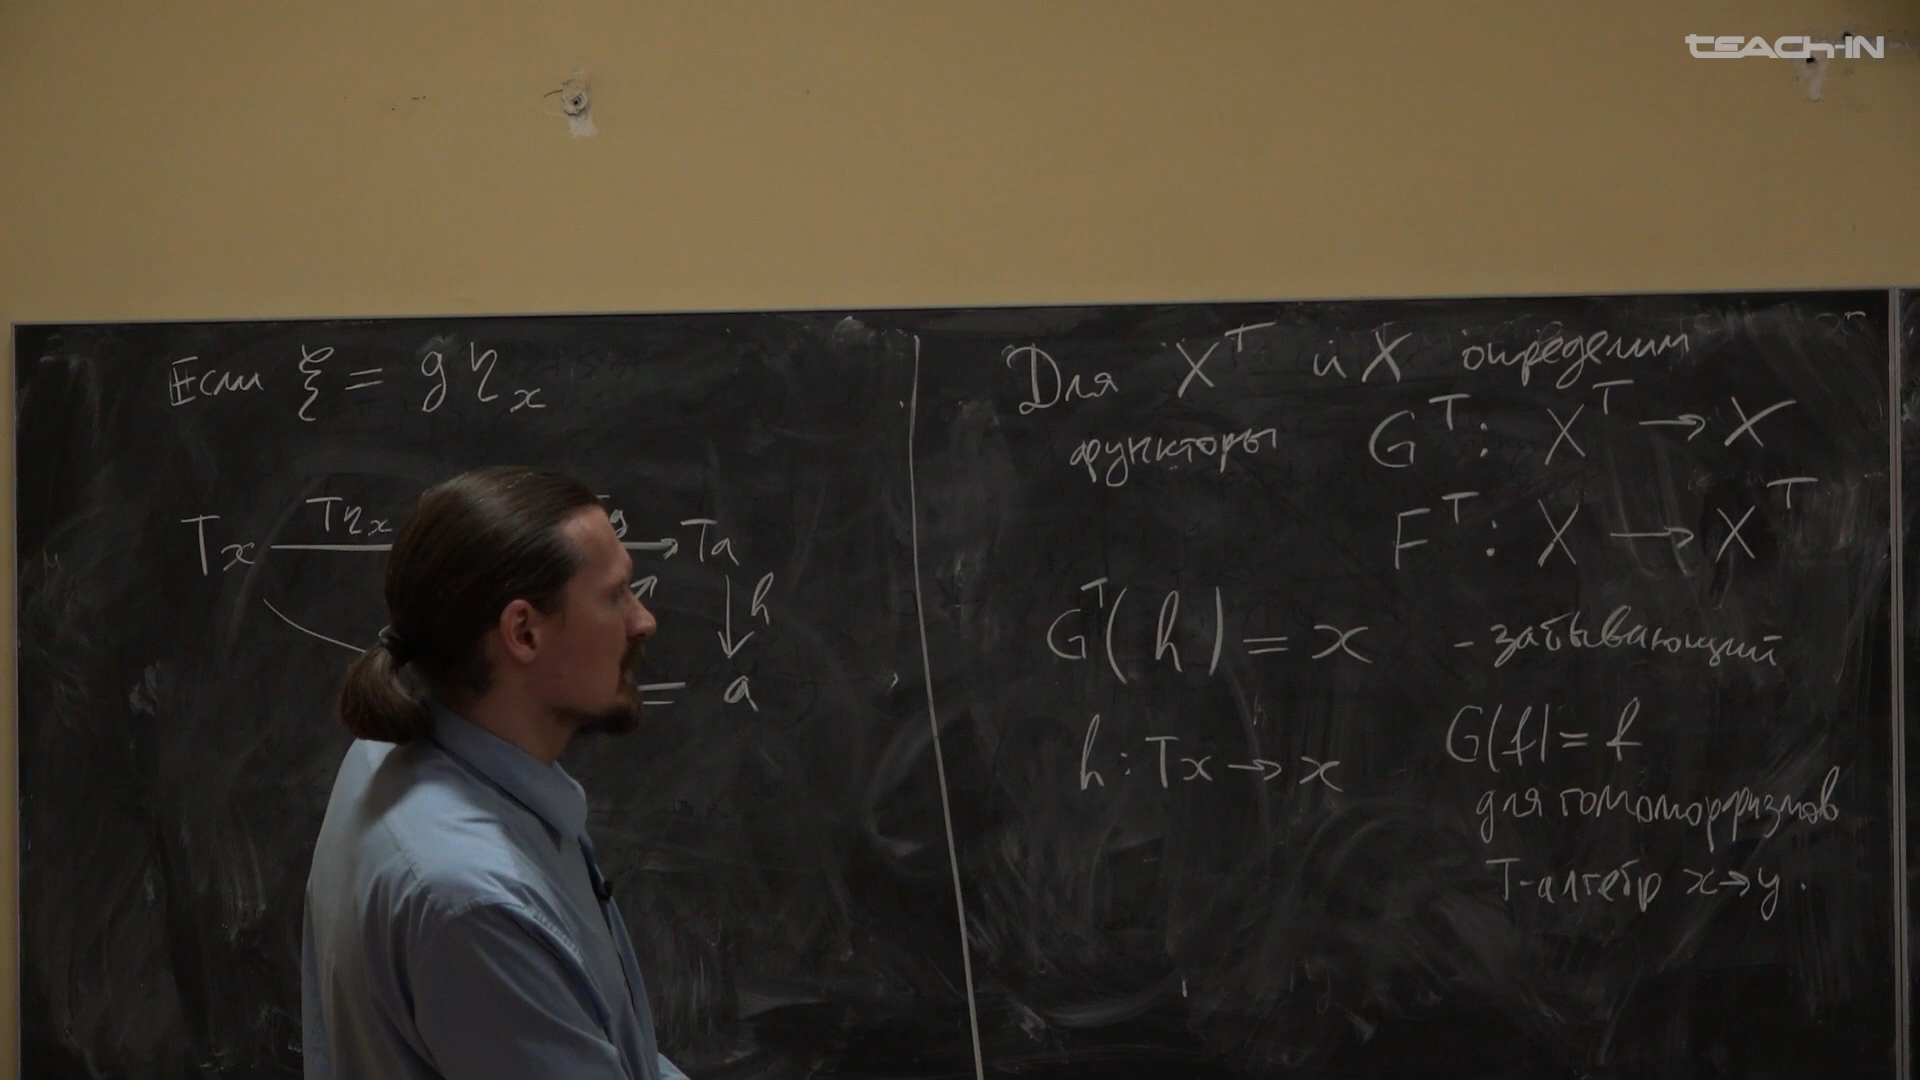 TEACH-IN
Если ξ = g η_x
Tx Tη_x g Ta
h
= a
Для X^T и X определим
функторы G^T : X^T → X
F^T : X → X^T
G^T(h) = x - забывающий
h : Tx → x
G(f) = f
для гомоморфизмов
T-алгебр x→y.